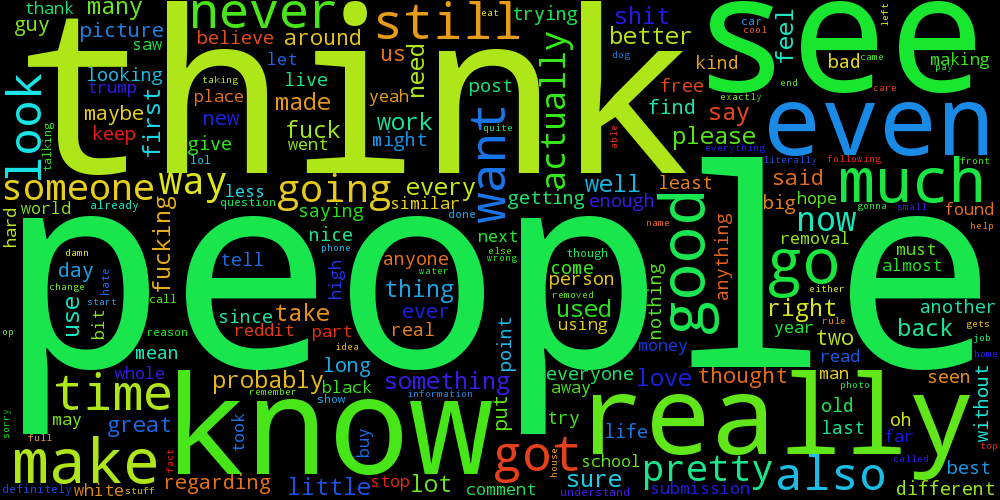 thank many never still eat trying shit car cool left see
guy picture saw think believe around us need actually better feel
kind bad came making
look looking let live yeah post dog free end pay care
trump taking place made find exactly even
talking first maybe keep new give fuck went work might quite want able say please everything
lol literally following front
someone way less going every similar getting well enough least said much
hard world already question saying done good big hope now gonna small found help
fucking nice next name anything removal go must almost
damn day tell phone anyone else wrong though come person nothing
people
change hate high thing water removed used right either another
use start call since take ever using year back gets
op bit reason reddit part real point money two rule job
mean idea long everyone read home
whole probably black something put away love thought man seen without
time know remember show information try really photo
may great took buy life old last oh far top
sorry make full fact got house school pretty also called best
regarding stop lot comment sure understand submission
definitely white stuff little different